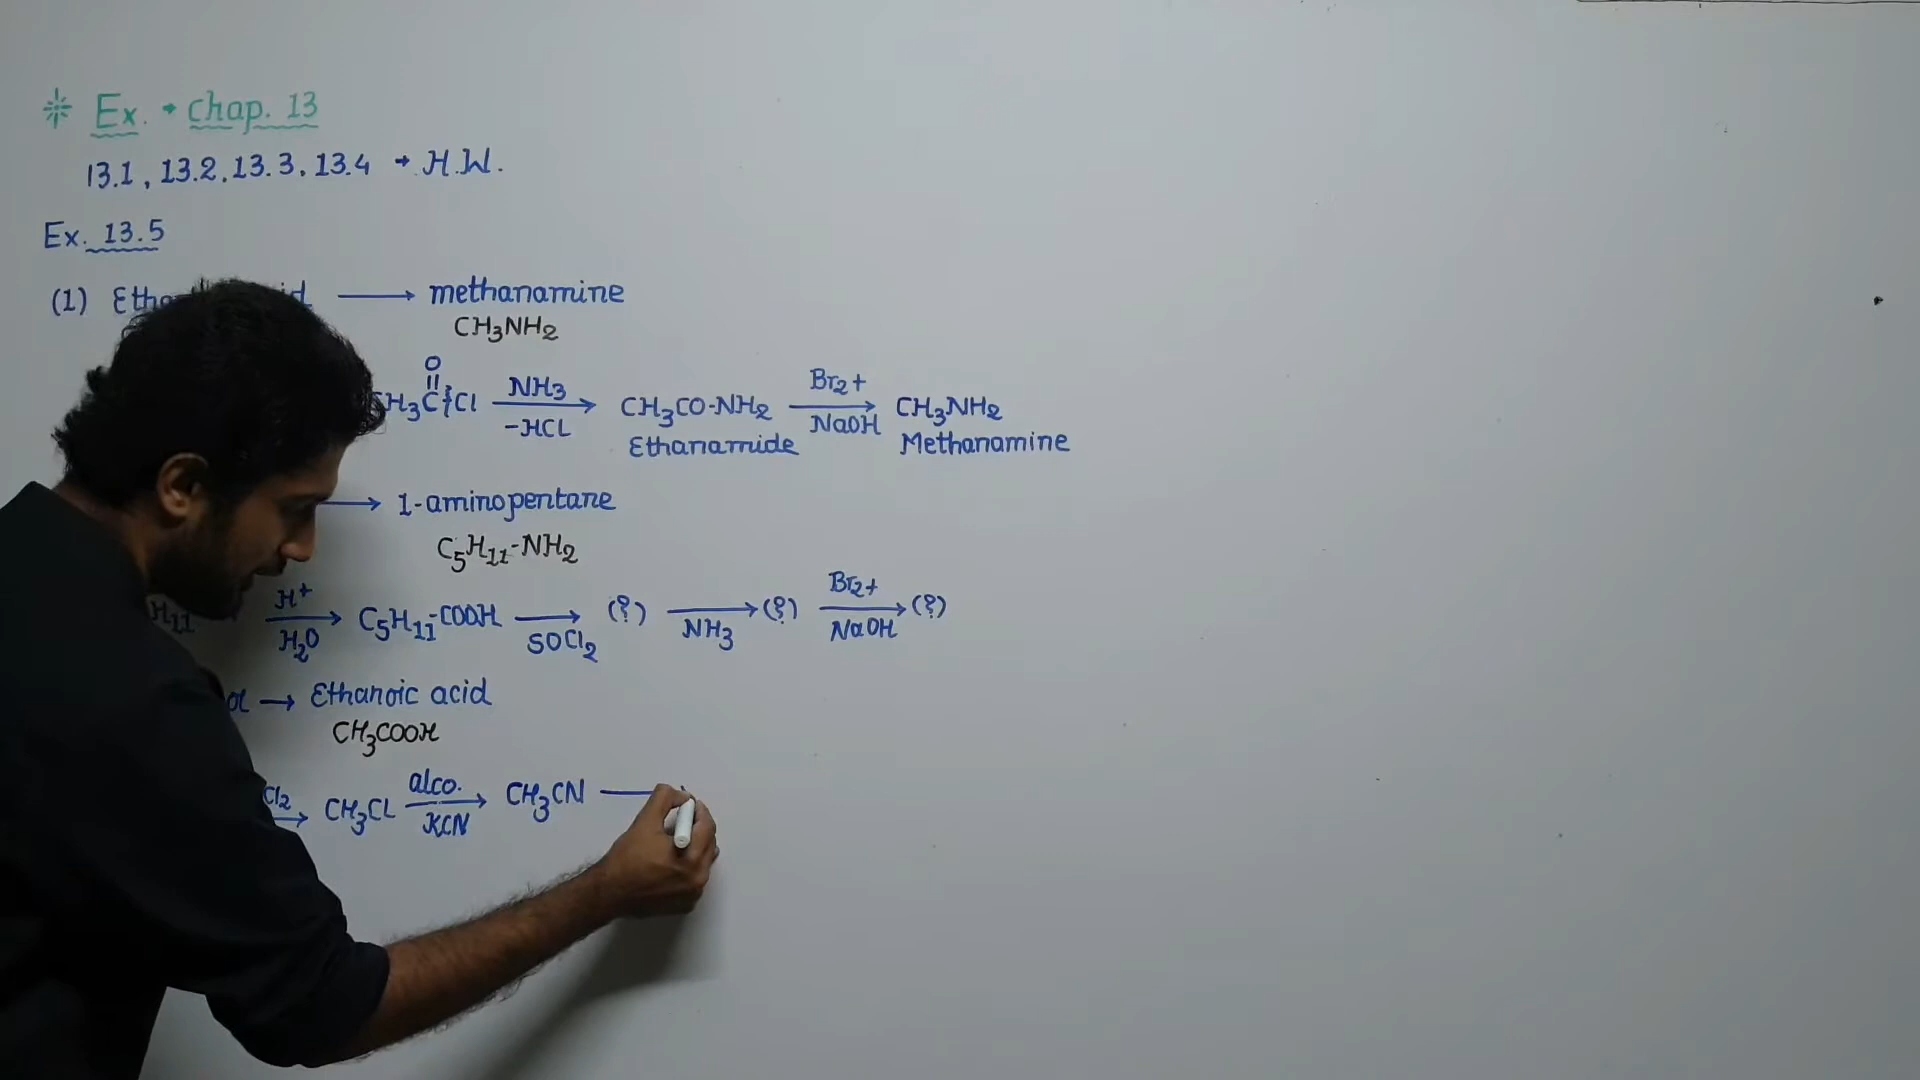 Ex. → chap. 13
13.1, 13.2, 13.3, 13.4 → H.W.
Ex. 13.5
(1) → methanamine
CH3NH2
O
H3C Cl NH3 → -HCL CH3CO-NH2 Br2+ → NaOH CH3NH2
Ethanamide Methanamine
→ 1-aminopentane
C5H11-NH2
H11 H+ → H2O C5H11-COOH → SOCl2 (?) → NH3 (?) Br2+ → NaOH (?)
ol → Ethanoic acid
CH3COOH
Cl2 → CH3CL alco. → KCN CH3CN